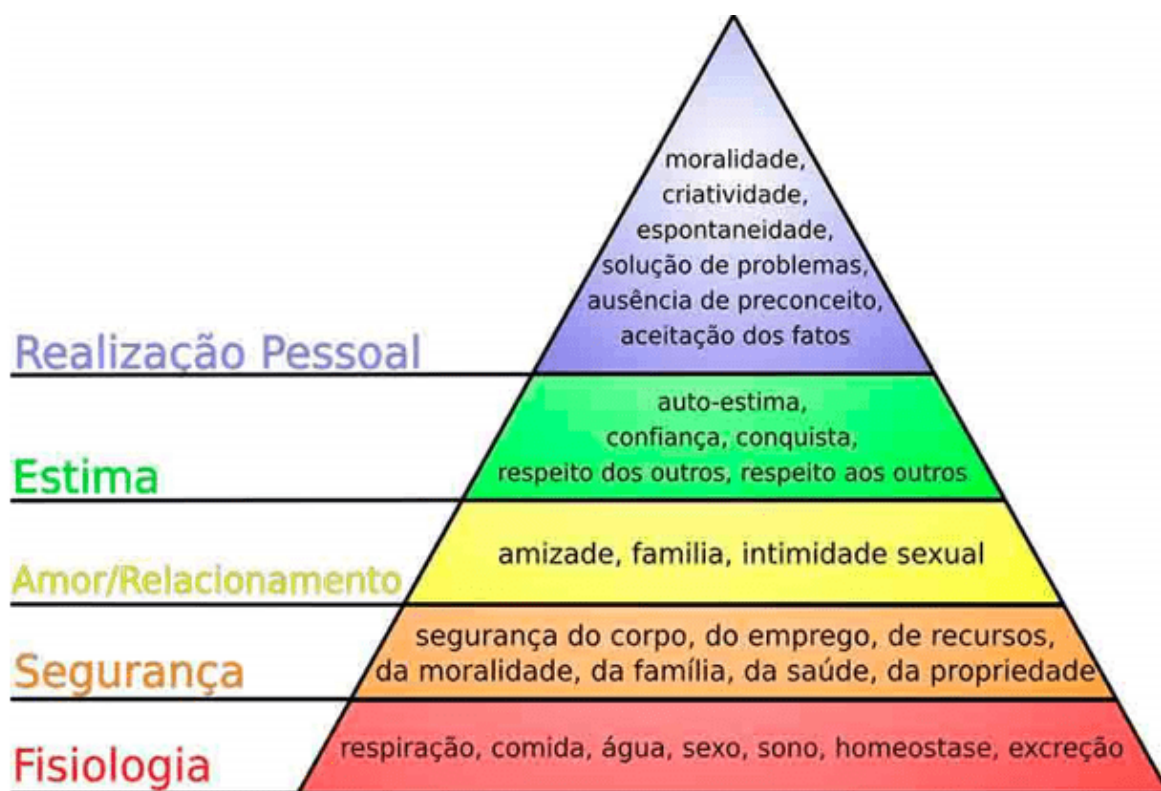 moralidade,
criatividade,
espontaneidade,
solução de problemas,
ausência de preconceito,
aceitação dos fatos
Realização Pessoal
auto-estima,
confiança, conquista,
respeito dos outros, respeito aos outros
Estima
amizade, familia, intimidade sexual
Amor/Relacionamento
segurança do corpo, do emprego, de recursos,
da moralidade, da família, da saúde, da propriedade
Segurança
respiração, comida, água, sexo, sono, homeostase, excreção
Fisiologia